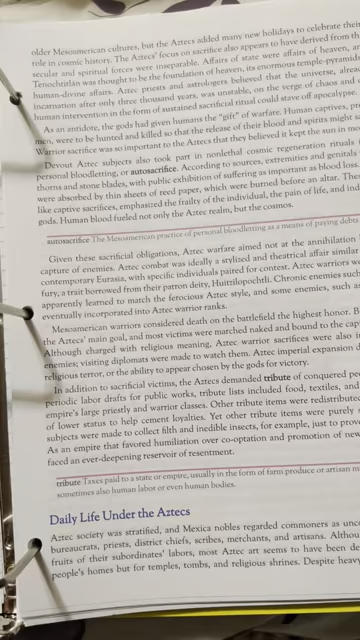 older Mesoamerican cultures, but the Aztecs added many new holidays to celebrate their
role in cosmic history. The Aztecs' focus on sacrifice also appears to have derived from th
secular and spiritual forces were inseparable. Affairs of state were affairs of heaven, an
Tenochtitlan was thought to be the foundation of heaven, its enormous temple-pyramids
human-divine affairs. Aztec priests and astrologers believed that the universe, alrea
incarnation after only three thousand years, was unstable, on the verge of chaos and c
human intervention in the form of sustained sacrificial ritual could stave off apocalypse.
As an antidote, the gods had given humans the "gift" of warfare. Human captives, pr
men, were to be hunted and killed so that the release of their blood and spirits might sa
Warrior sacrifice was so important to the Aztecs that they believed it kept the sun in mo
Devout Aztec subjects also took part in nonlethal cosmic regeneration rituals i
personal bloodletting, or autosacrifice. According to sources, extremities and genitals
thorns and stone blades, with public exhibition of suffering as important as blood loss.
were absorbed by thin sheets of reed paper, which were burned before an altar. The
like captive sacrifices, emphasized the frailty of the individual, the pain of life, and ind
gods. Human blood fueled not only the Aztec realm, but the cosmos.
autosacrifice The Mesoamerican practice of personal bloodletting as a means of paying debts
Given these sacrificial obligations, Aztec warfare aimed not at the annihilation
capture of enemies. Aztec combat was ideally a stylized and theatrical affair similar
contemporary Eurasia, with specific individuals paired for contest. Aztec warriors w
fury, a trait borrowed from their patron deity, Huitzilopochtli. Chronic enemies such
apparently learned to match the ferocious Aztec style, and some enemies, such as
eventually incorporated into Aztec warrior ranks.
Mesoamerican warriors considered death on the battlefield the highest honor. B
the Aztecs' main goal, and most victims were marched naked and bound to the cap
Although charged with religious meaning, Aztec warrior sacrifices were also i
enemies; visiting diplomats were made to watch them. Aztec imperial expansion d
religious terror, or the ability to appear chosen by the gods for victory.
In addition to sacrificial victims, the Aztecs demanded tribute of conquered pe
periodic labor drafts for public works, tribute lists included food, textiles, and
empire's large priestly and warrior classes. Other tribute items were redistributed
of lower status to help cement loyalties. Yet other tribute items were purely
subjects were made to collect filth and inedible insects, for example, just to prove
As an empire that favored humiliation over co-optation and promotion of new
faced an ever-deepening reservoir of resentment.
tribute Taxes paid to a state or empire, usually in the form of farm produce or artisan m
sometimes also human labor or even human bodies.
Daily Life Under the Aztecs
Aztec society was stratified, and Mexica nobles regarded commoners as unc
bureaucrats, priests, district chiefs, scribes, merchants, and artisans. Althou
fruits of their subordinates' labors, most Aztec art seems to have been de
people's homes but for temples, tombs, and religious shrines. Despite heavy